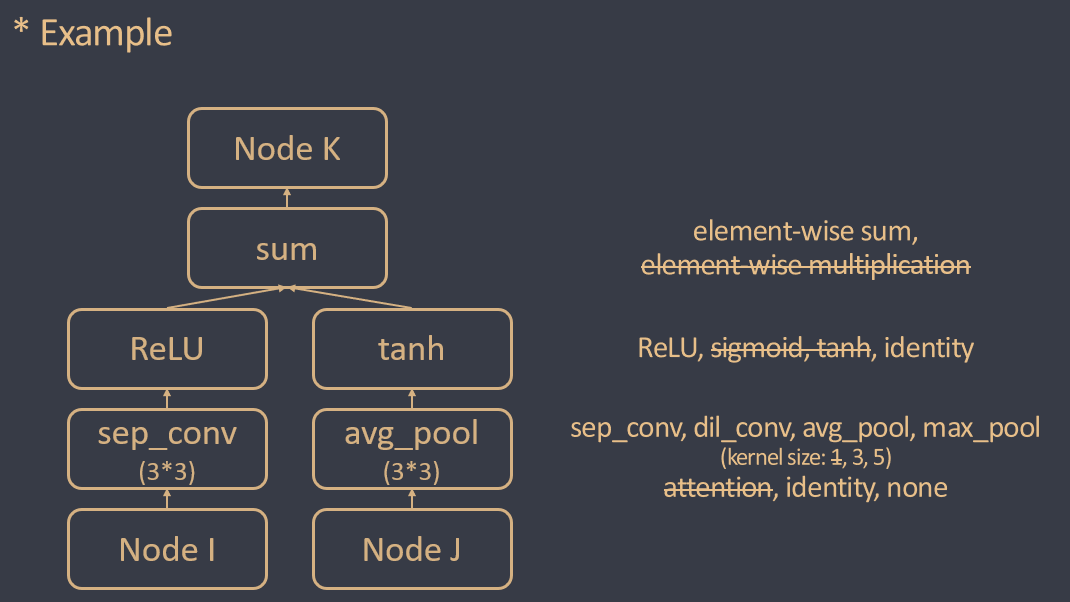 * Example
Node K
sum
ReLU
tanh
sep_conv
(3*3)
avg_pool
(3*3)
Node I
Node J
element-wise sum,
element-wise multiplication
ReLU, sigmoid, tanh, identity
sep_conv, dil_conv, avg_pool, max_pool
(kernel size: 1, 3, 5)
attention, identity, none